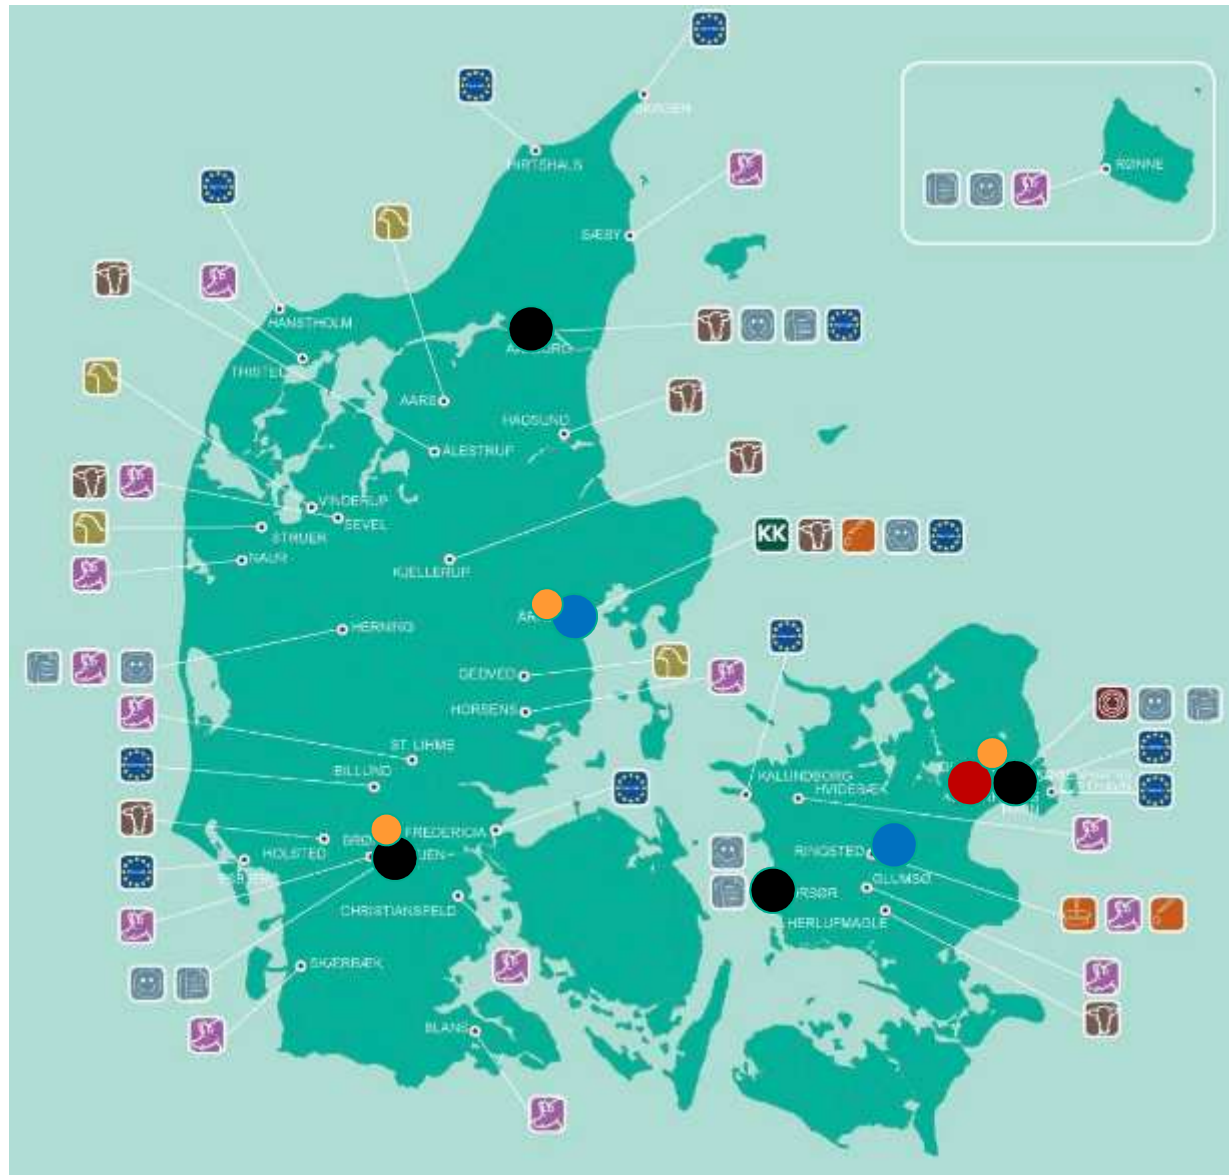 SKAGEN
HIRTSHALS
RØNNE
SÆBY
HANSTHOLM
THISTED
AARS
HADSUND
ALESTRUP
VINDERUP
SEVEL
STRUER
NAUR
KJELLERUP
KK
HERNING
GEDVED
HORSENS
ST. LIHME
BILLUND
KALUNDBORG
HVIDEBÆK
FREDERICIA
HOLSTED
RINGSTED
GLUMSØ
CHRISTIANSFELD
HERLUFMAGLE
SKÆRBÆK
BLANS